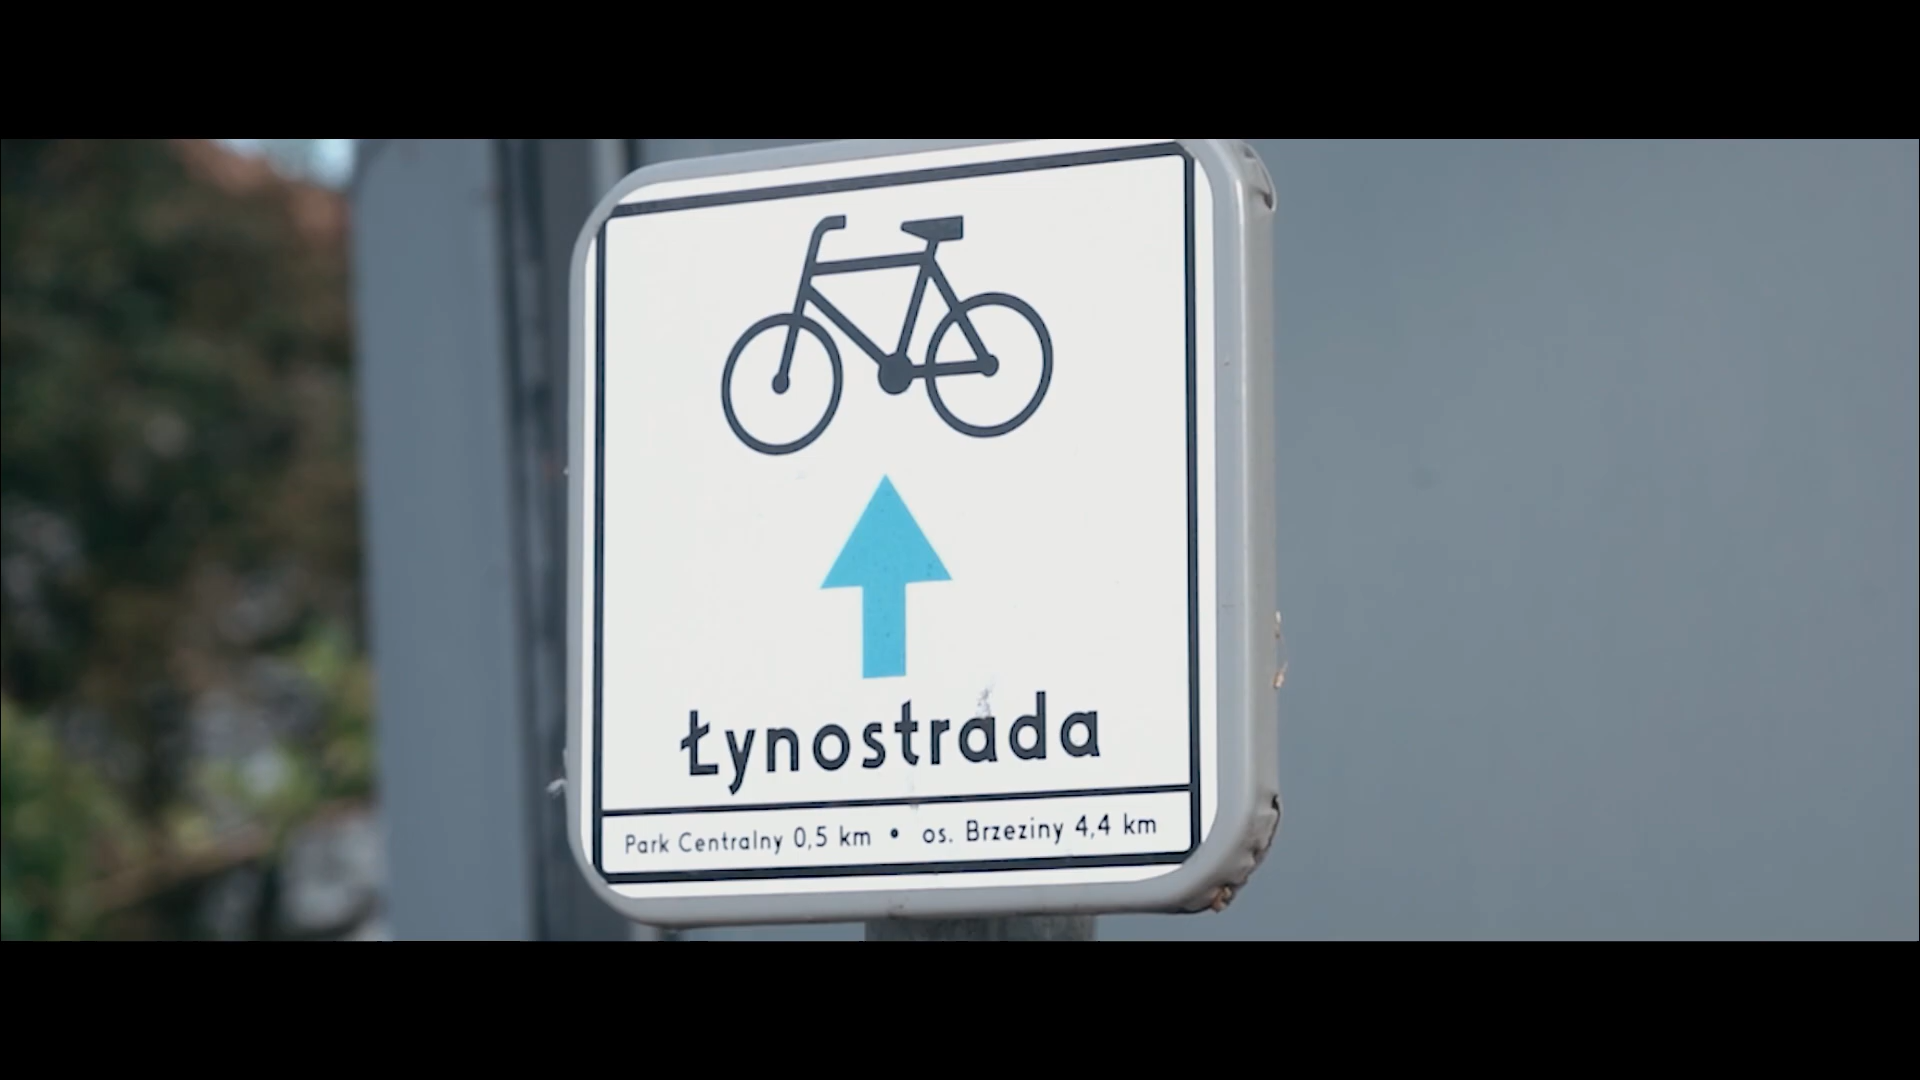 Łynostrada
Park Centralny 0,5 km • os. Brzeziny 4,4 km